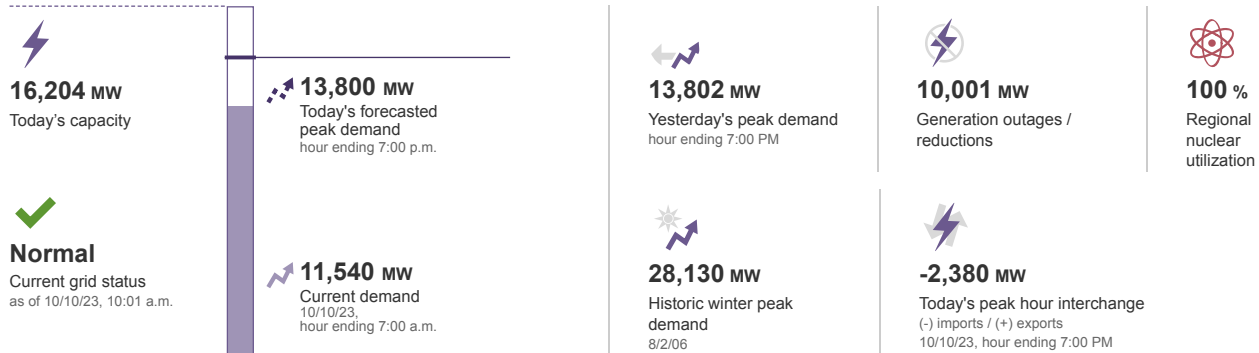 16,204 MW
Today's capacity
Normal
Current grid status
as of 10/10/23, 10:01 a.m.
13,800 MW
Today's forecasted
peak demand
hour ending 7:00 p.m.
11,540 MW
Current demand
10/10/23,
hour ending 7:00 a.m.
13,802 MW
Yesterday's peak demand
hour ending 7:00 PM
10,001 MW
Generation outages /
reductions
100 %
Regional
nuclear
utilization
28,130 MW
Historic winter peak
demand
8/2/06
-2,380 MW
Today's peak hour interchange
(-) imports / (+) exports
10/10/23, hour ending 7:00 PM